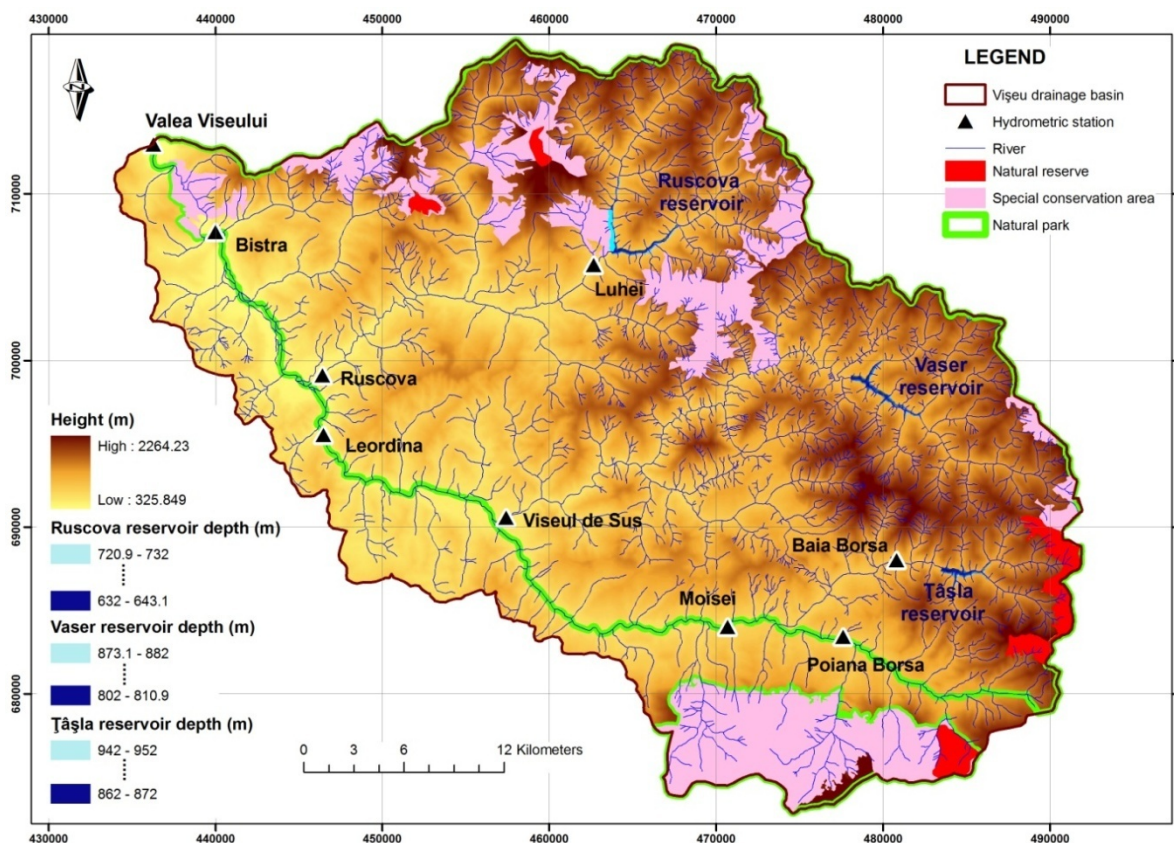 430000 440000 450000 460000 470000 480000 490000
LEGEND
Vişeu drainage basin
Hydrometric station
River
Natural reserve
Special conservation area
Natural park
N
Valea Viseului
710000
710000
Ruscova
reservoir
Bistra
Luhei
700000
700000
Vaser
reservoir
Ruscova
Leordina
Height (m)
High : 2264.23
Low : 325.849
Viseul de Sus
690000
690000
Baia Borsa
Ţâşla
reservoir
Moisei
Poiana Borsa
Ruscova reservoir depth (m)
720.9 - 732
632 - 643.1
Vaser reservoir depth (m)
873.1 - 882
802 - 810.9
680000
680000
Ţâşla reservoir depth (m)
942 - 952
862 - 872
0 3 6 12 Kilometers
430000 440000 450000 460000 470000 480000 490000